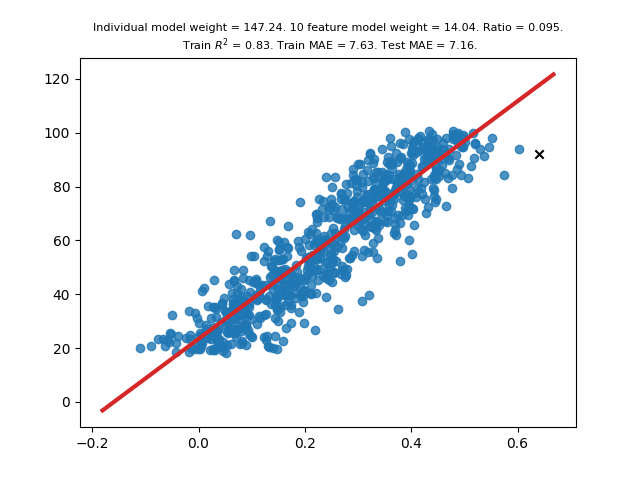 Individual model weight = 147.24. 10 feature model weight = 14.04. Ratio = 0.095.
Train R² = 0.83. Train MAE = 7.63. Test MAE = 7.16.
120
100
80
60
40
20
0
−0.2 0.0 0.2 0.4 0.6